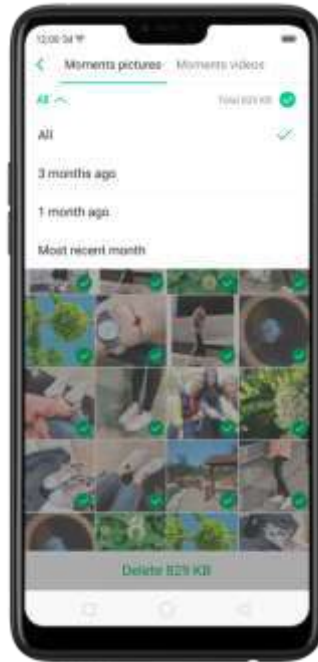 Moments pictures Moments videos
All Total 829 KB
All
3 months ago
1 month ago
Most recent month
Delete 829 KB